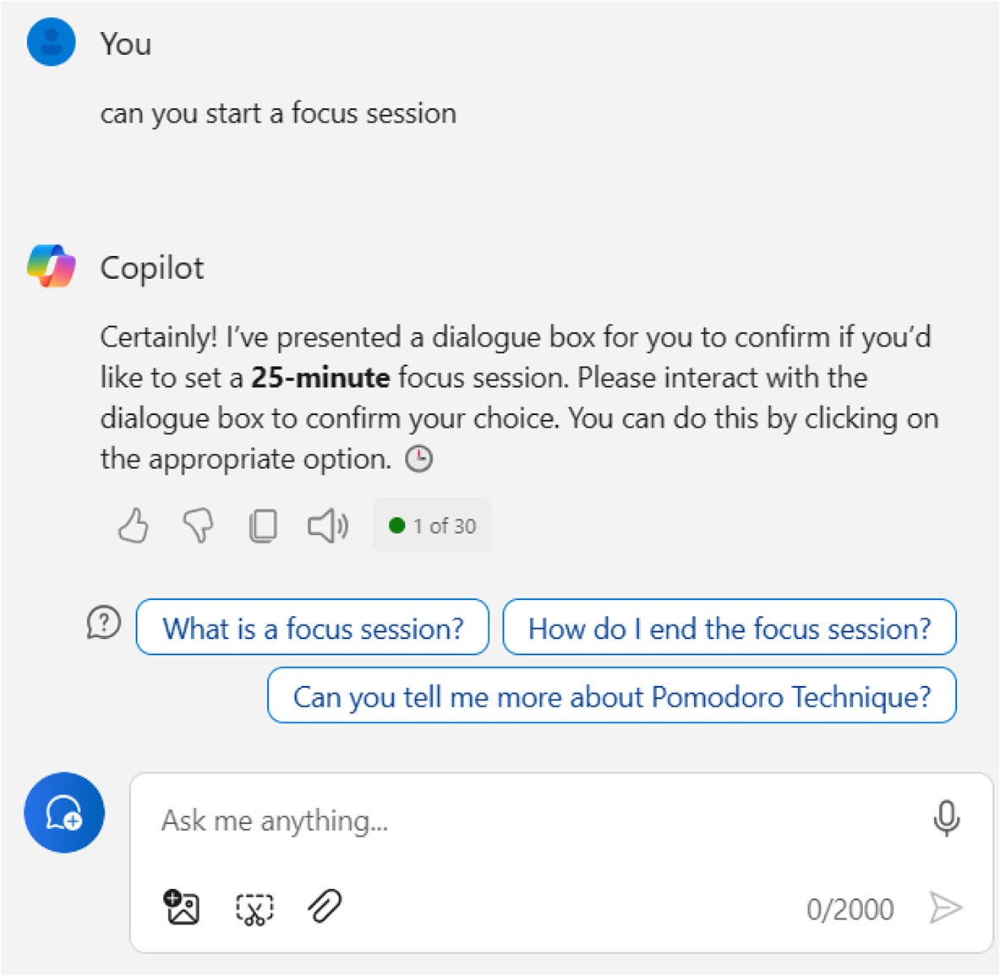 You
can you start a focus session
Copilot
Certainly! I’ve presented a dialogue box for you to confirm if you’d
like to set a 25-minute focus session. Please interact with the
dialogue box to confirm your choice. You can do this by clicking on
the appropriate option.
1 of 30
What is a focus session?
How do I end the focus session?
Can you tell me more about Pomodoro Technique?
Ask me anything...
0/2000